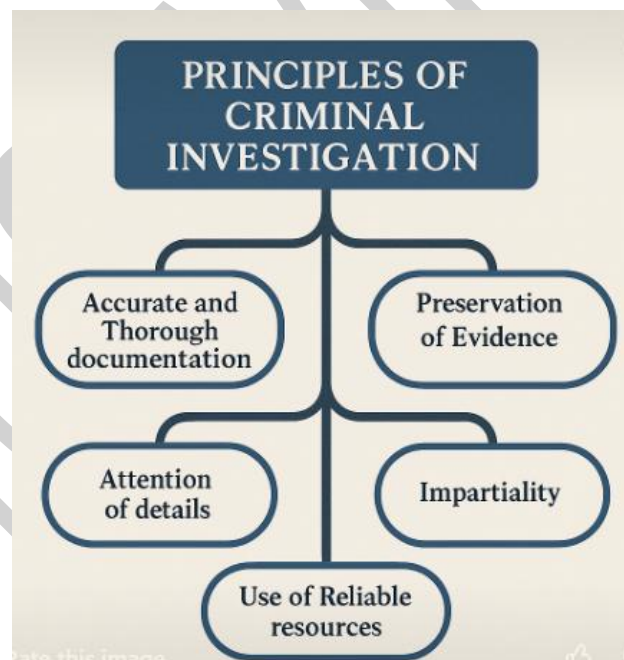 PRINCIPLES OF
CRIMINAL
INVESTIGATION
Accurate and
Thorough
documentation
Preservation
of Evidence
Attention
of details
Impartiality
Use of Reliable
resources
Rate this image